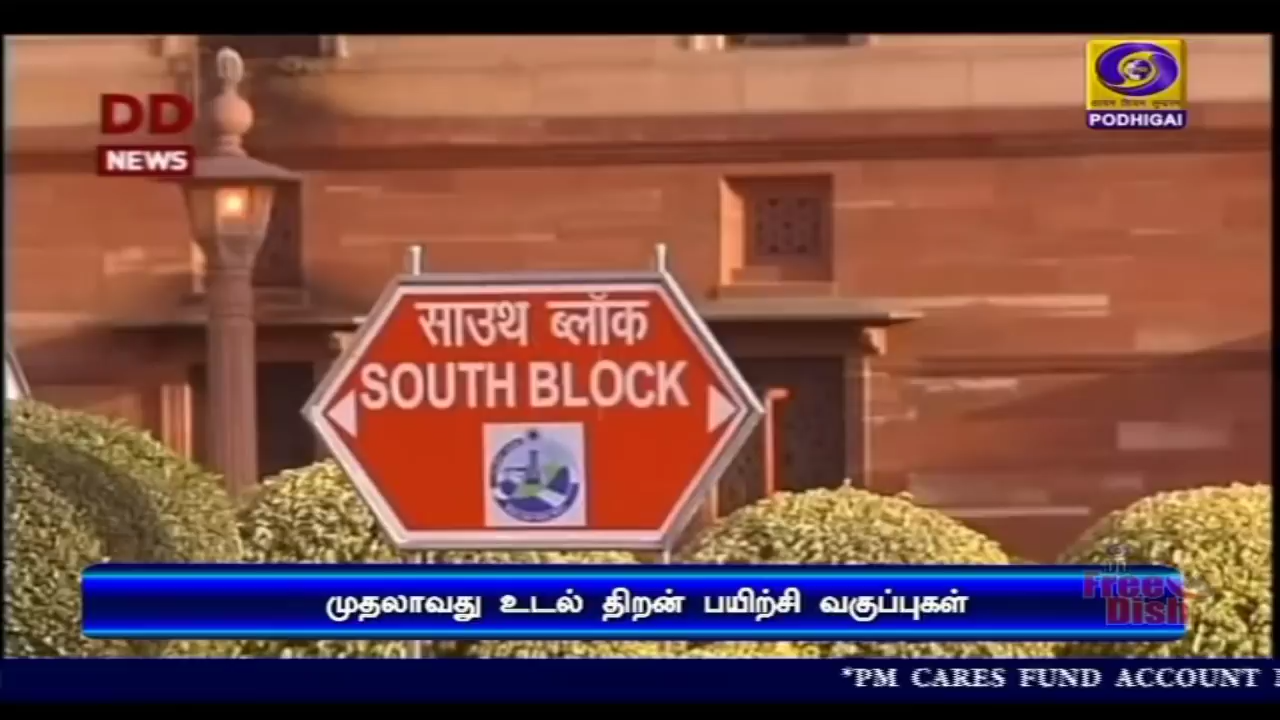 DD
NEWS
PODHIGAI
साउथ ब्लॉक
SOUTH BLOCK
முதலாவது உடல் திறன் பயிற்சி வகுப்புகள்
Free
Dish
*PM CARES FUND ACCOUNT